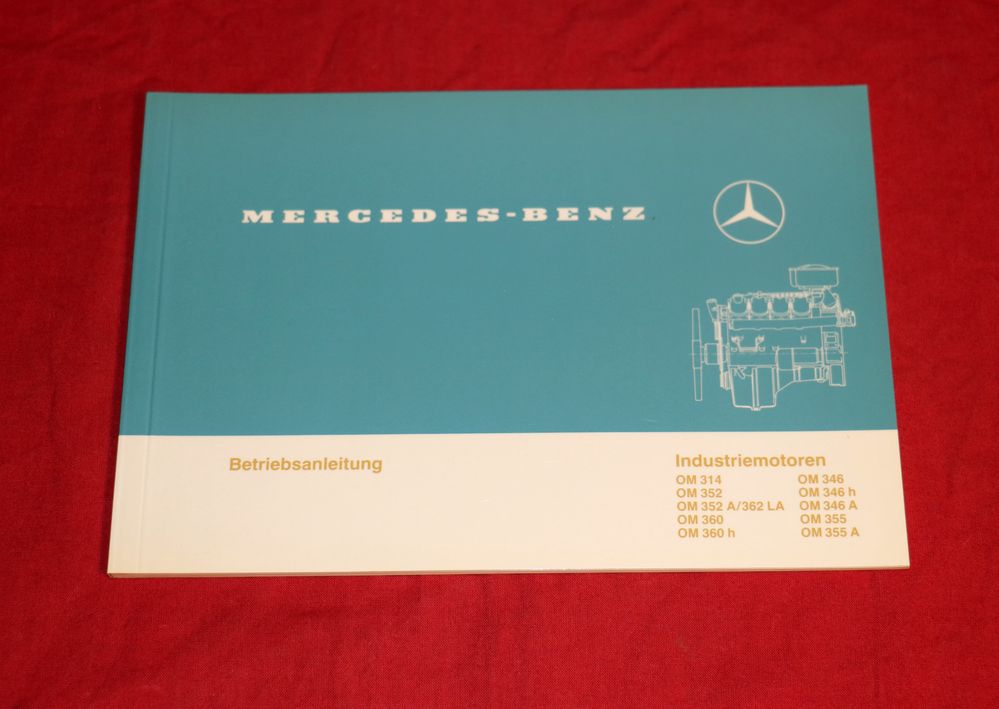 MERCEDES-BENZ
Betriebsanleitung
Industriemotoren
OM 314
OM 352
OM 352 A/362 LA
OM 360
OM 360 h
OM 346
OM 346 h
OM 346 A
OM 355
OM 355 A